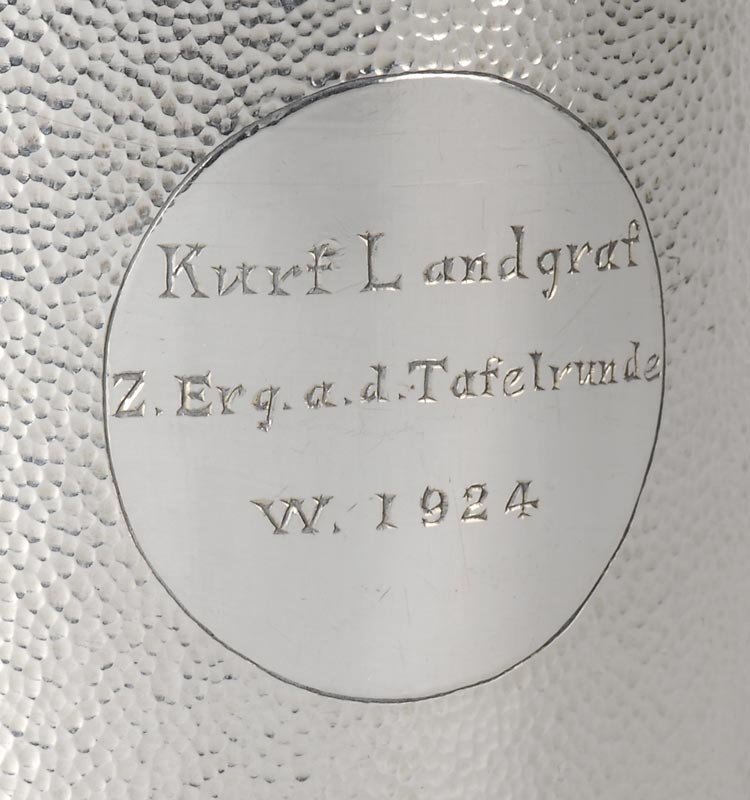 Kurt Landgraf
Z. Erg. a. d. Tafelrunde
W. 1924